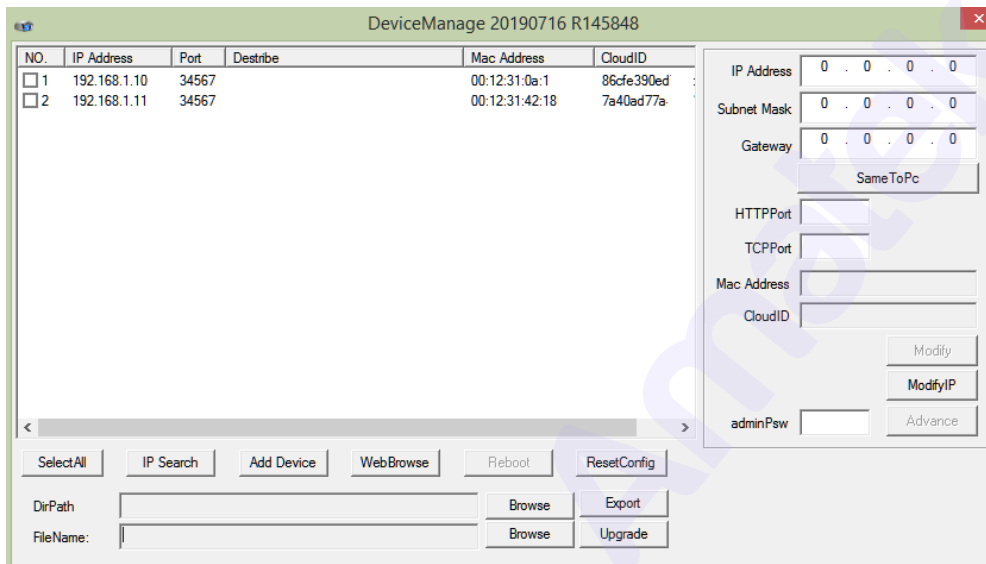 DeviceManage 20190716 R145848
NO. IP Address Port Destribe Mac Address CloudID
1 192.168.1.10 34567 00:12:31:0a:1 86cfe390ed
2 192.168.1.11 34567 00:12:31:42:18 7a40ad77a
IP Address 0 . 0 . 0 . 0
Subnet Mask 0 . 0 . 0 . 0
Gateway 0 . 0 . 0 . 0
SameToPc
HTTPPort
TCPPort
Mac Address
CloudID
Modify
ModifyIP
adminPsw Advance
SelectAll IP Search Add Device WebBrowse Reboot ResetConfig
DirPath Browse Export
FileName: Browse Upgrade
Amatek